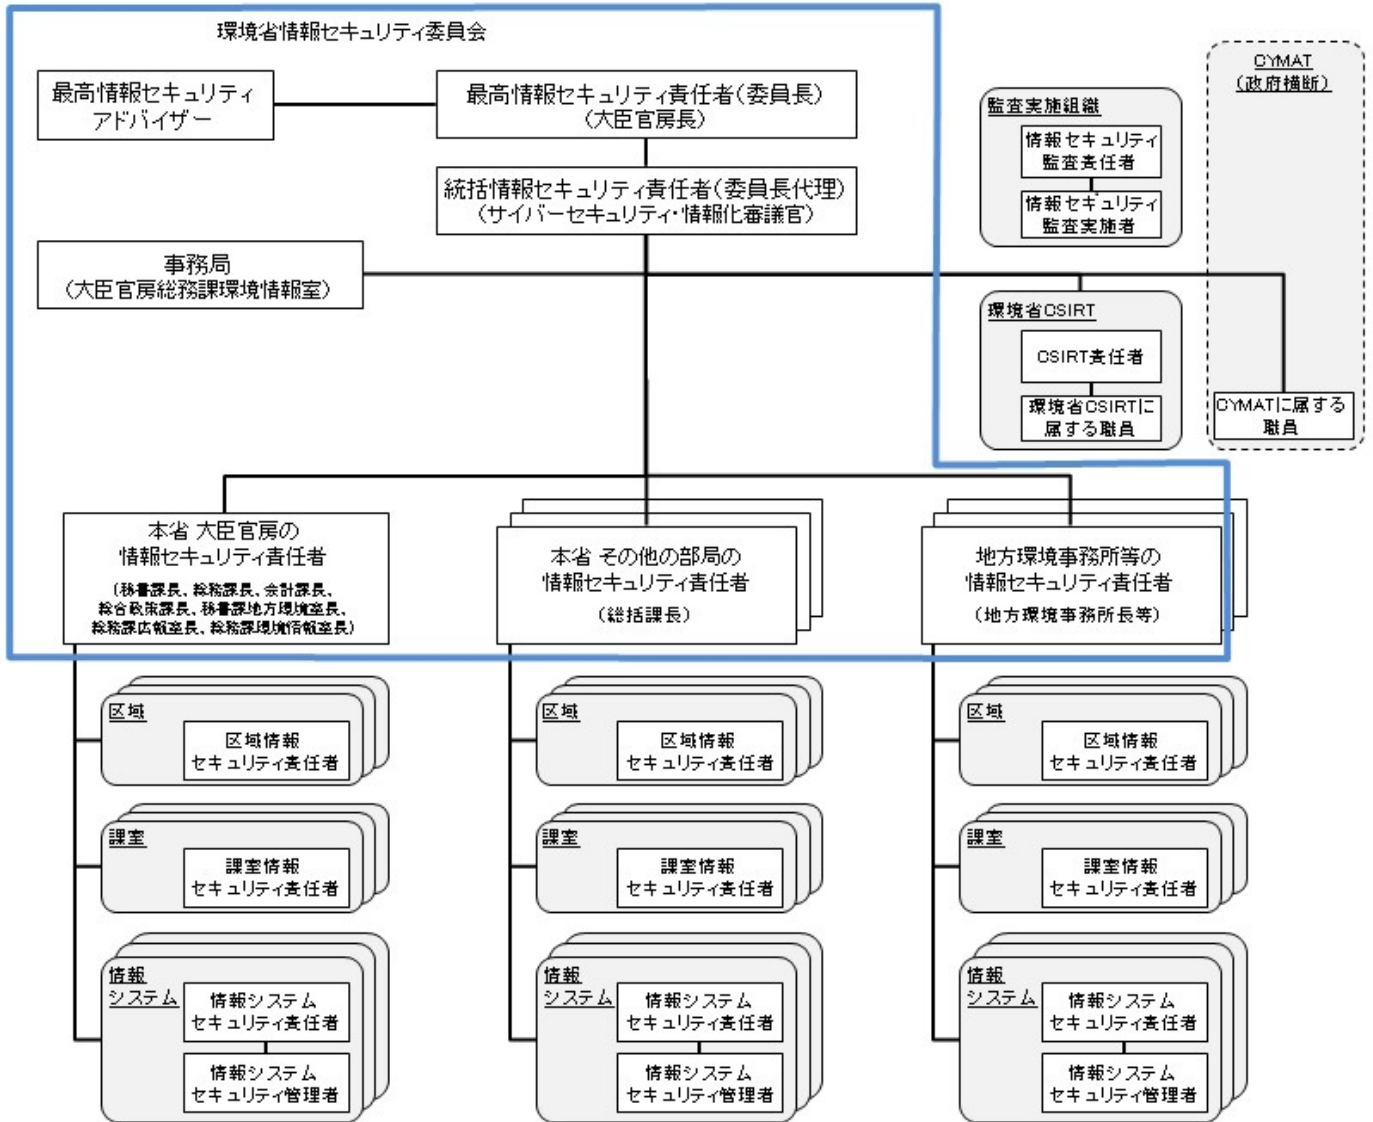 環境省情報セキュリティ委員会
最高情報セキュリティ
アドバイザー
最高情報セキュリティ責任者(委員長)
(大臣官房長)
統括情報セキュリティ責任者(委員長代理)
(サイバーセキュリティ・情報化審議官)
事務局
(大臣官房総務課環境情報室)
監査実施組織
情報セキュリティ
監査責任者
情報セキュリティ
監査実施者
CYMAT
(政府横断)
環境省CSIRT
CSIRT責任者
環境省CSIRTに
属する職員
CYMATに属する
職員
本省 大臣官房の
情報セキュリティ責任者
(秘書課長、総務課長、会計課長、
総合政策課長、秘書課地方環境室長、
総務課広報室長、総務課環境情報室長)
本省 その他の部局の
情報セキュリティ責任者
(総括課長)
地方環境事務所等の
情報セキュリティ責任者
(地方環境事務所長等)
区域
区域情報
セキュリティ責任者
課室
課室情報
セキュリティ責任者
情報
システム
情報システム
セキュリティ責任者
情報システム
セキュリティ管理者
区域
区域情報
セキュリティ責任者
課室
課室情報
セキュリティ責任者
情報
システム
情報システム
セキュリティ責任者
情報システム
セキュリティ管理者
区域
区域情報
セキュリティ責任者
課室
課室情報
セキュリティ責任者
情報
システム
情報システム
セキュリティ責任者
情報システム
セキュリティ管理者